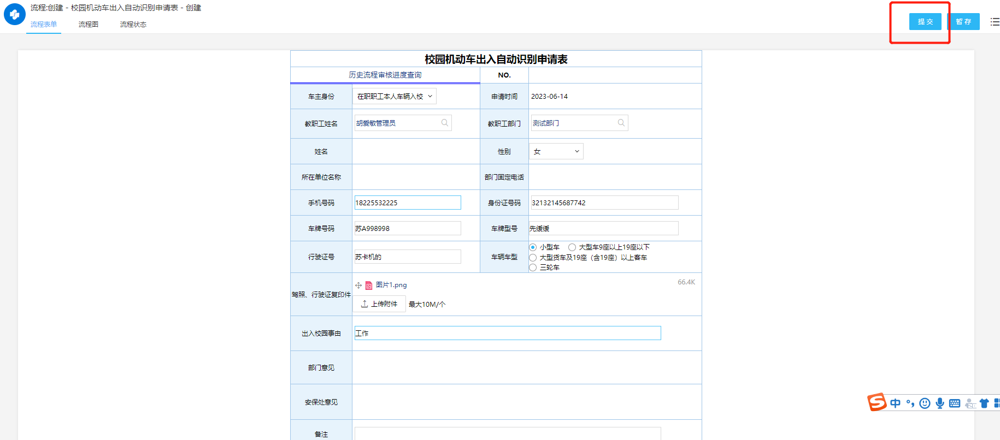 流程:创建 - 校园机动车出入自动识别申请表 - 创建
流程表单 流程图 流程状态
提交 暂存
校园机动车出入自动识别申请表
历史流程审核进度查询 NO.
车主身份 在职职工本人车辆入校 申请时间 2023-06-14
教职工姓名 胡爱敏管理员 教职工部门 测试部门
姓名 性别 女
所在单位名称 部门固定电话
手机号码 18225532225 身份证号码 32132145687742
车牌号码 苏A998998 车牌型号 先缓缓
行驶证号 苏卡机的 车辆车型 小型车 大型车9座以上19座以下
大型货车及19座（含19座）以上客车
三轮车
驾照、行驶证复印件 图片1.png 66.4K
上传附件 最大10M/个
出入校园事由 工作
部门意见
安保处意见
S 中
备注